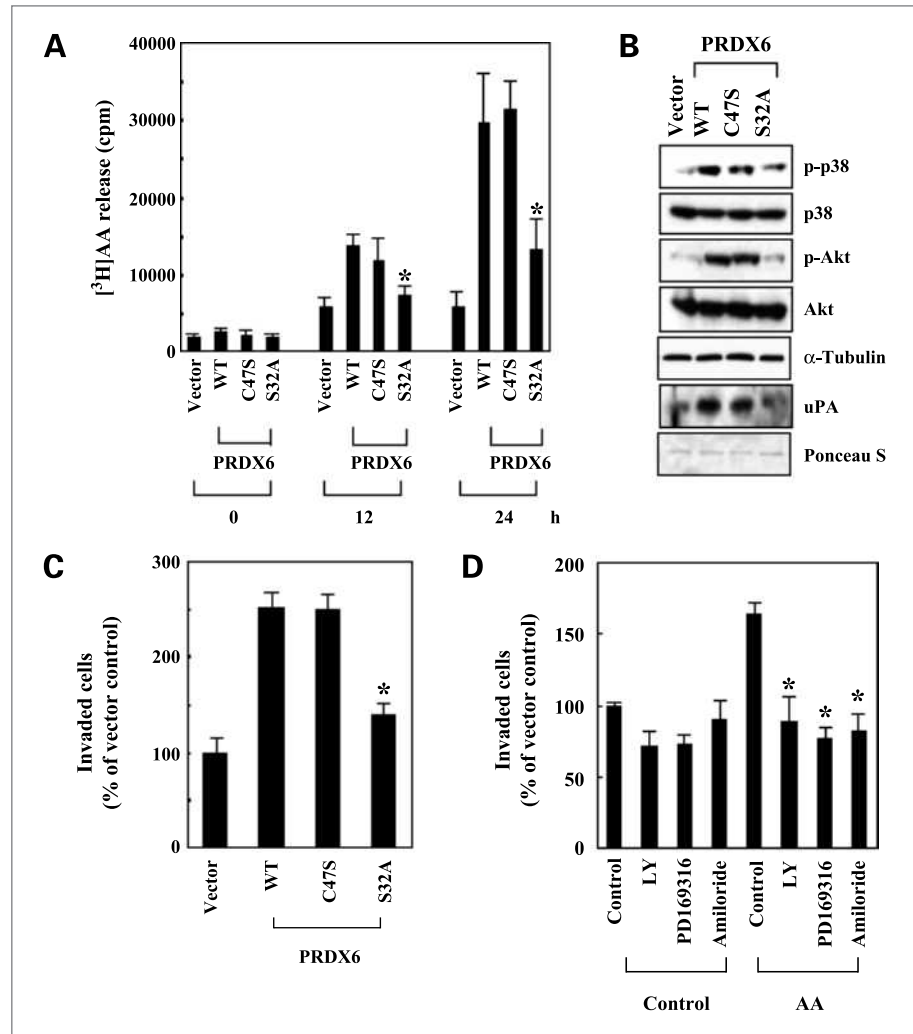 A
[³H]AA release (cpm)
40000
30000
20000
10000
0
*
*
Vector
WT
C47S
S32A
Vector
WT
C47S
S32A
Vector
WT
C47S
S32A
PRDX6
PRDX6
PRDX6
0
12
24
h
B
PRDX6
Vector
WT
C47S
S32A
p-p38
p38
p-Akt
Akt
α-Tubulin
uPA
Ponceau S
C
Invaded cells
(% of vector control)
300
250
200
150
100
50
0
*
Vector
WT
C47S
S32A
PRDX6
D
Invaded cells
(% of vector control)
200
150
100
50
0
*
*
*
Control
LY
PD169316
Amiloride
Control
LY
PD169316
Amiloride
Control
AA